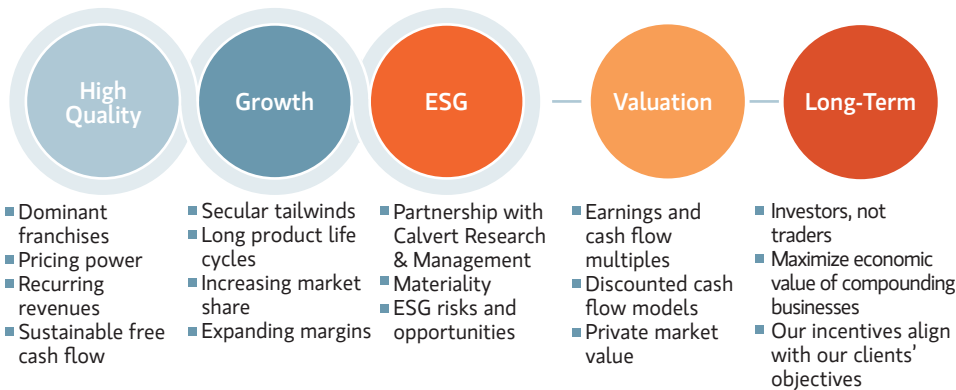 High
Quality
Growth
ESG
Valuation
Long-Term
Dominant
franchises
Pricing power
Recurring
revenues
Sustainable free
cash flow
Secular tailwinds
Long product life
cycles
Increasing market
share
Expanding margins
Partnership with
Calvert Research
& Management
Materiality
ESG risks and
opportunities
Earnings and
cash flow
multiples
Discounted cash
flow models
Private market
value
Investors, not
traders
Maximize economic
value of compounding
businesses
Our incentives align
with our clients’
objectives